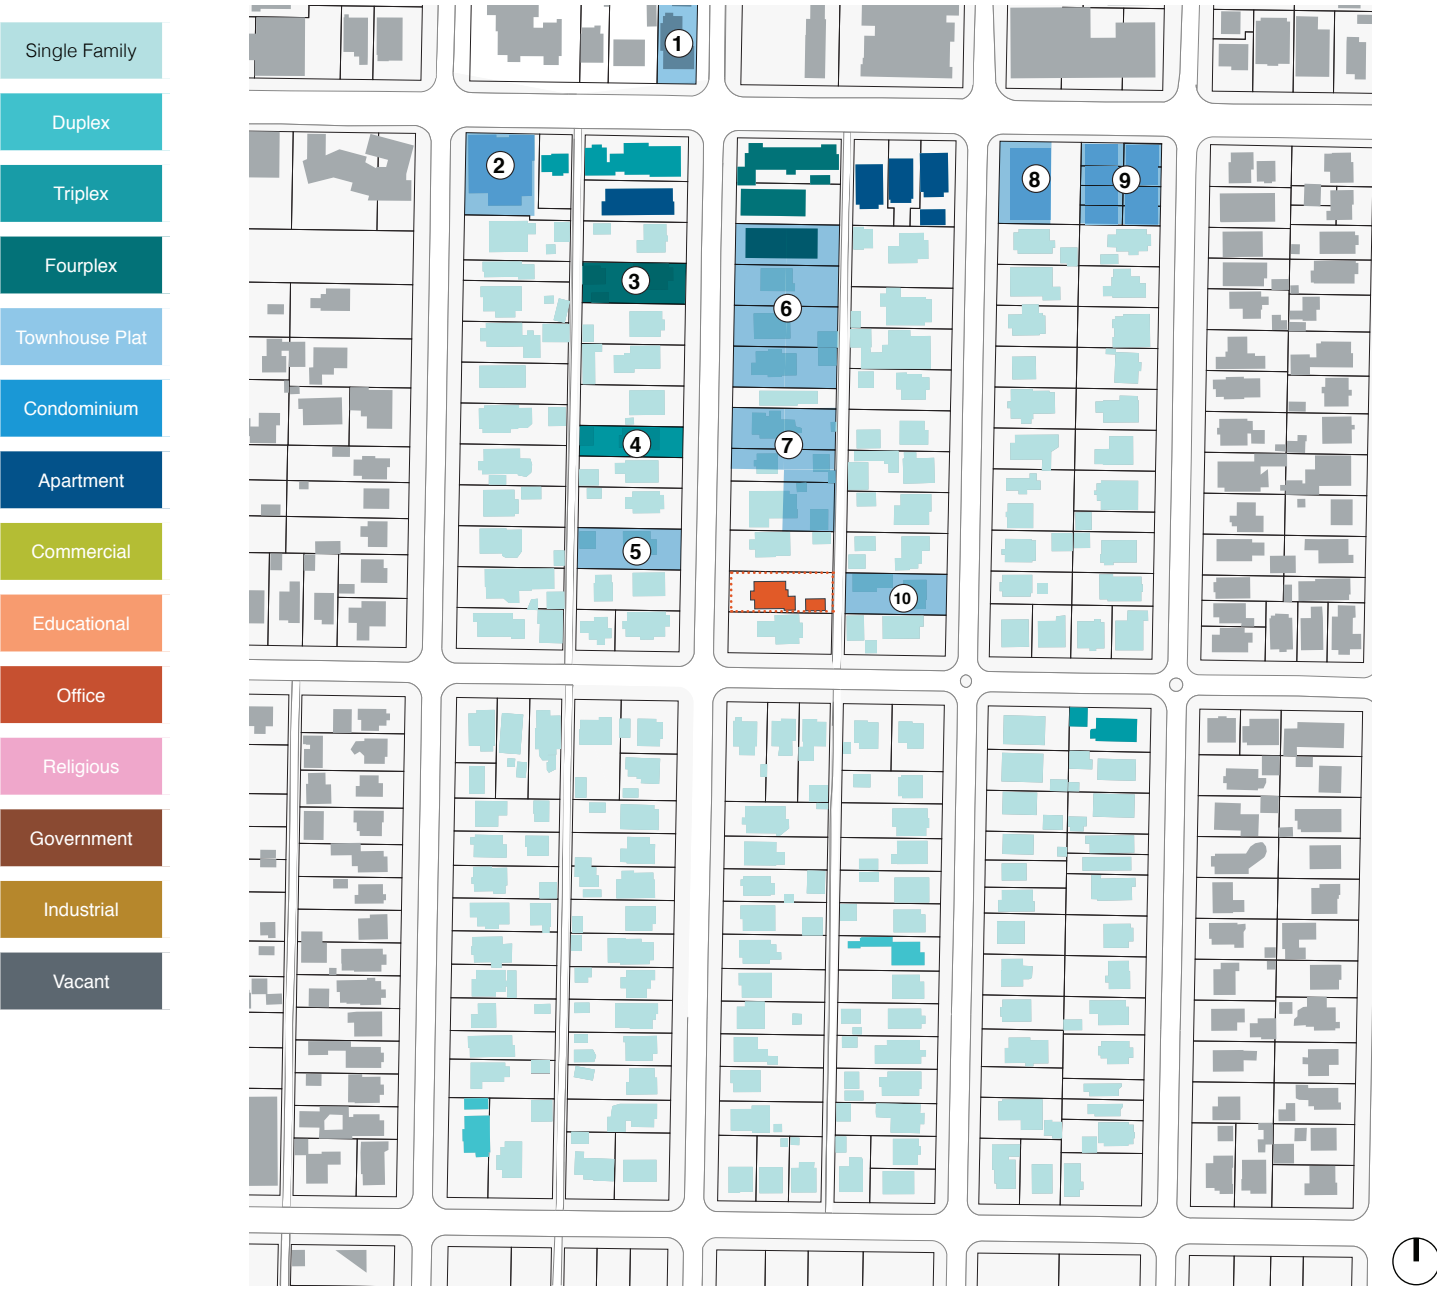 Single Family
Duplex
Triplex
Fourplex
Townhouse Plat
Condominium
Apartment
Commercial
Educational
Office
Religious
Government
Industrial
Vacant
1
2
3
4
5
6
7
8
9
10